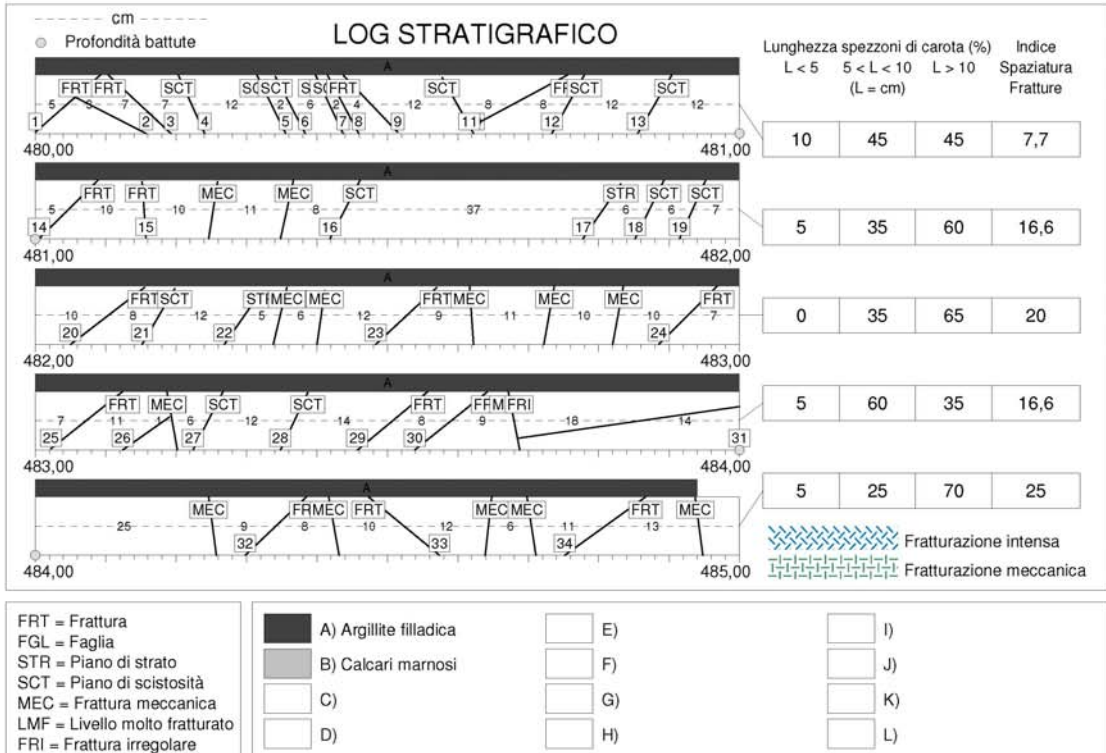 cm
Profondità battute
LOG STRATIGRAFICO
Lunghezza spezzoni di carota (%)
L < 5
5 < L < 10
L > 10
(L = cm)
Indice
Spaziatura
Fratture
A
FRT FRT SCT SCT SCT FRT SCT SCT SCT
5 3 7 7 12 2 6 2 4 12 8 8 12 12
1 2 3 4 5 6 7 8 9 11 12 13
480,00 481,00
10 45 45 7,7
A
FRT FRT MEC MEC SCT STR SCT SCT
5 10 10 11 8 37 6 6 7
14 15 16 17 18 19
481,00 482,00
5 35 60 16,6
A
FRT SCT STR MEC MEC FRT MEC MEC MEC FRT
10 8 12 5 6 12 9 11 10 10 7
20 21 22 23 24
482,00 483,00
0 35 65 20
A
FRT MEC SCT SCT FRT FRI
7 11 6 12 14 8 9 18 14
25 26 27 28 29 30 31
483,00 484,00
5 60 35 16,6
A
MEC MEC FRT MEC MEC FRT MEC
25 9 8 10 12 6 11 13
32 33 34
484,00 485,00
5 25 70 25
Fratturazione intensa
Fratturazione meccanica
FRT = Frattura
FGL = Faglia
STR = Piano di strato
SCT = Piano di scistosità
MEC = Frattura meccanica
LMF = Livello molto fratturato
FRI = Frattura irregolare
A) Argillite filladica
B) Calcari marnosi
C)
D)
E)
F)
G)
H)
I)
J)
K)
L)